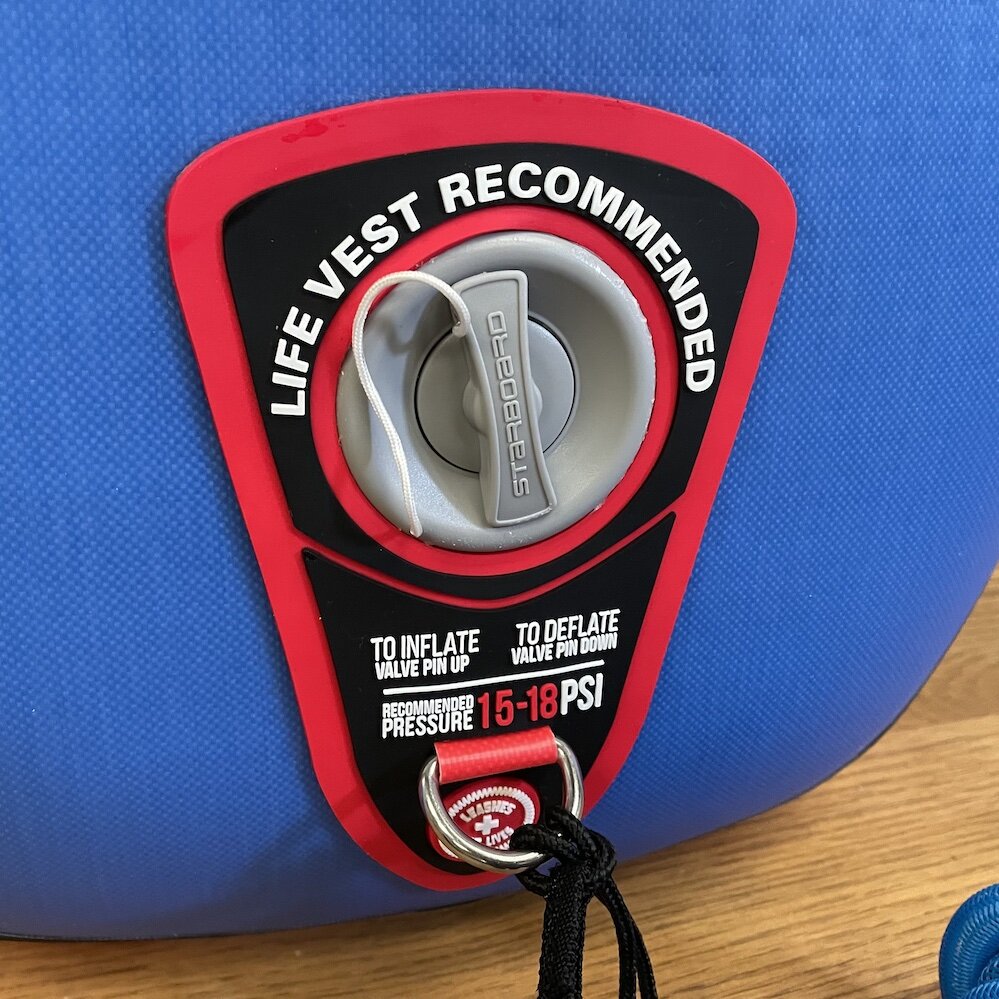 LIFE VEST RECOMMENDED
STARBOARD
TO INFLATE
VALVE PIN UP
TO DEFLATE
VALVE PIN DOWN
RECOMMENDED
PRESSURE
15-18 PSI
LEASHES
LIVES